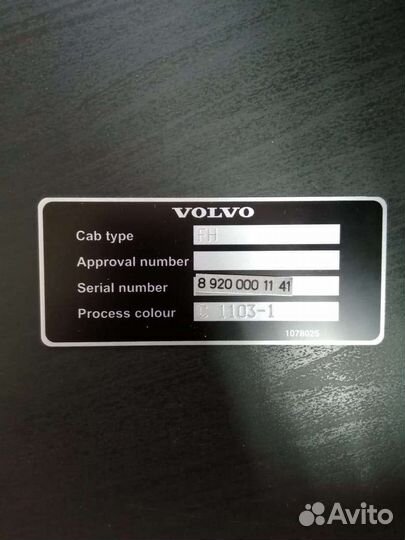 VOLVO
Cab type FH
Approval number
Serial number 8 920 000 11 41
Process colour C 1103-1
1078025
Avito